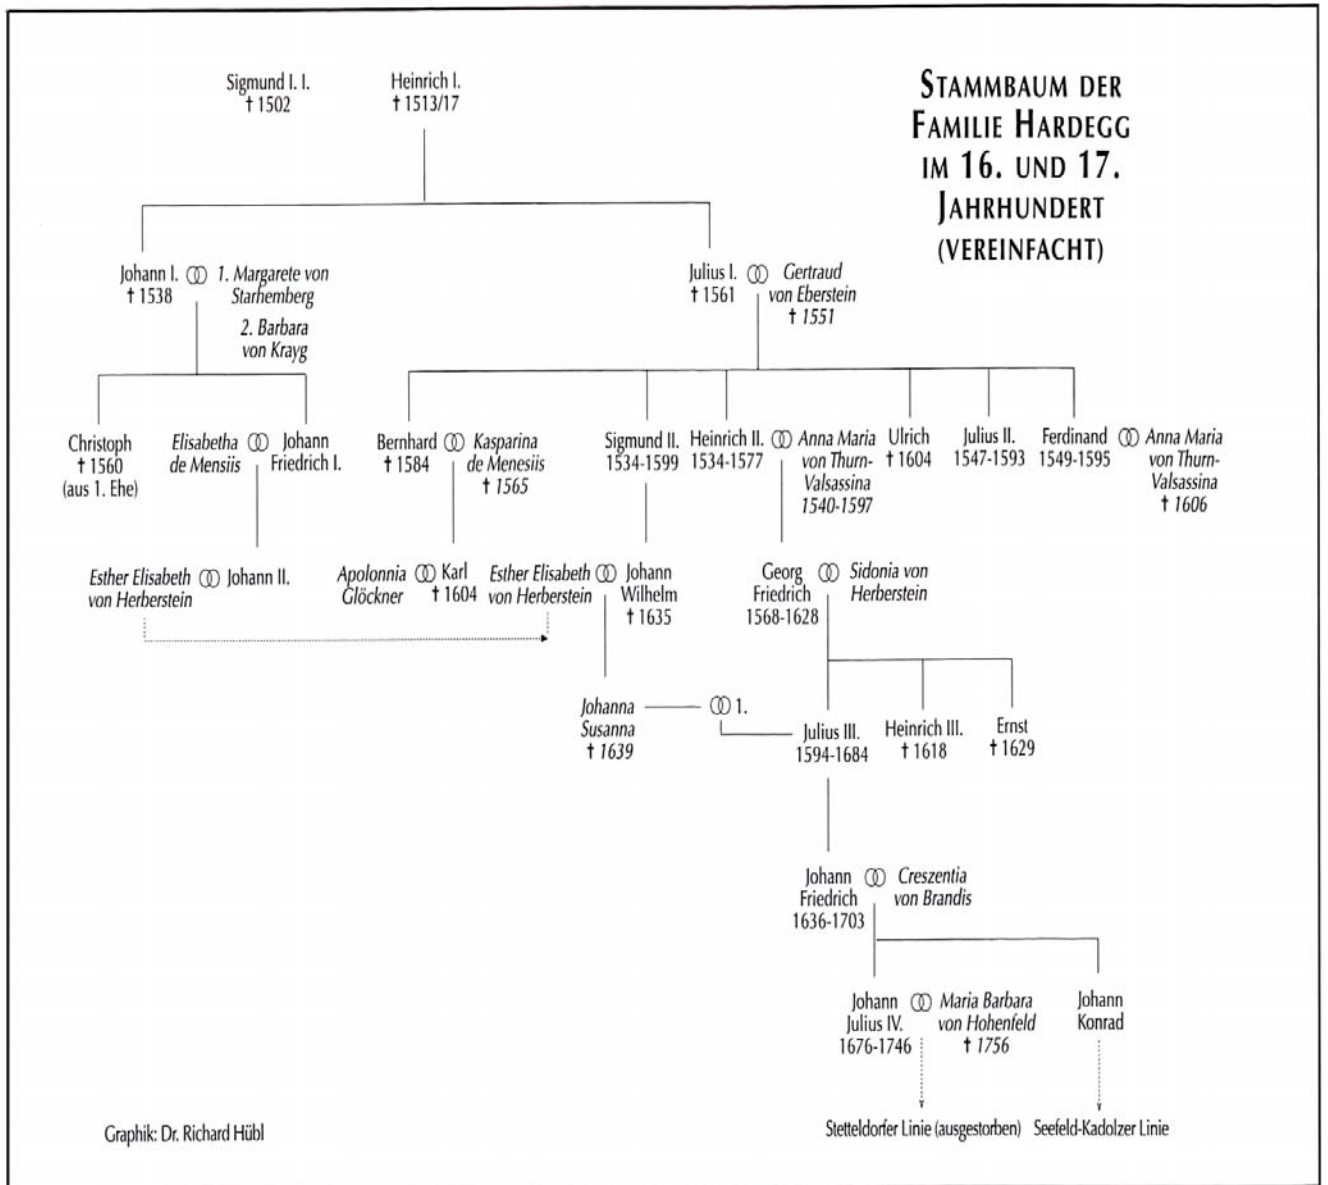 STAMMBAUM DER
FAMILIE HARDEGG
IM 16. UND 17.
JAHRHUNDERT
(VEREINFACHT)
Sigmund I. I.
† 1502
Heinrich I.
† 1513/17
Johann I.
† 1538
1. Margarete von
Starhemberg
2. Barbara
von Krayg
Julius I.
† 1561
Gertraud
von Eberstein
† 1551
Christoph
† 1560
(aus 1. Ehe)
Elisabetha
de Mensiis
Johann
Friedrich I.
Bernhard
† 1584
Kasparina
de Menesiis
† 1565
Sigmund II.
1534-1599
Heinrich II.
1534-1577
Anna Maria
von Thurn-
Valsassina
1540-1597
Ulrich
† 1604
Julius II.
1547-1593
Ferdinand
1549-1595
Anna Maria
von Thurn-
Valsassina
† 1606
Esther Elisabeth
von Herberstein
Johann II.
Apolonnia
Glöckner
Karl
† 1604
Esther Elisabeth
von Herberstein
Johann
Wilhelm
† 1635
Georg
Friedrich
1568-1628
Sidonia von
Herberstein
Johanna
Susanna
† 1639
1.
Julius III.
1594-1684
Heinrich III.
† 1618
Ernst
† 1629
Johann
Friedrich
1636-1703
Creszentia
von Brandis
Johann
Julius IV.
1676-1746
Maria Barbara
von Hohenfeld
† 1756
Johann
Konrad
Stetteldorfer Linie (ausgestorben)
Seefeld-Kadolzer Linie
Graphik: Dr. Richard Hübl